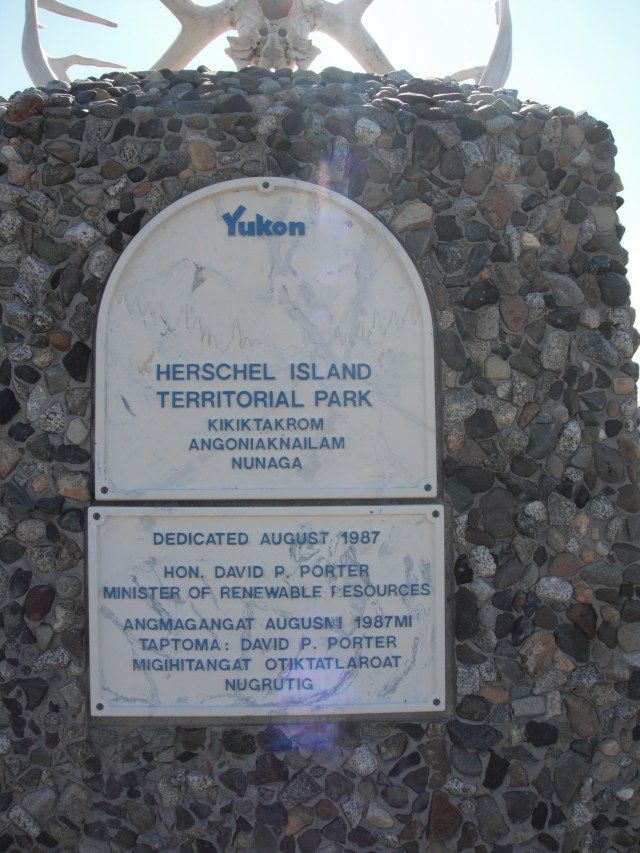 Yukon
HERSCHEL ISLAND
TERRITORIAL PARK
KIKIKTAKROM
ANGONIAKNAILAM
NUNAGA
DEDICATED AUGUST 1987
HON. DAVID P. PORTER
MINISTER OF RENEWABLE RESOURCES
ANGMAGANGAT AUGUSMI 1987MI
TAPTOMA: DAVID P. PORTER
MIGIHITANGAT OTIKTATLAROAT
NUGRUTIG